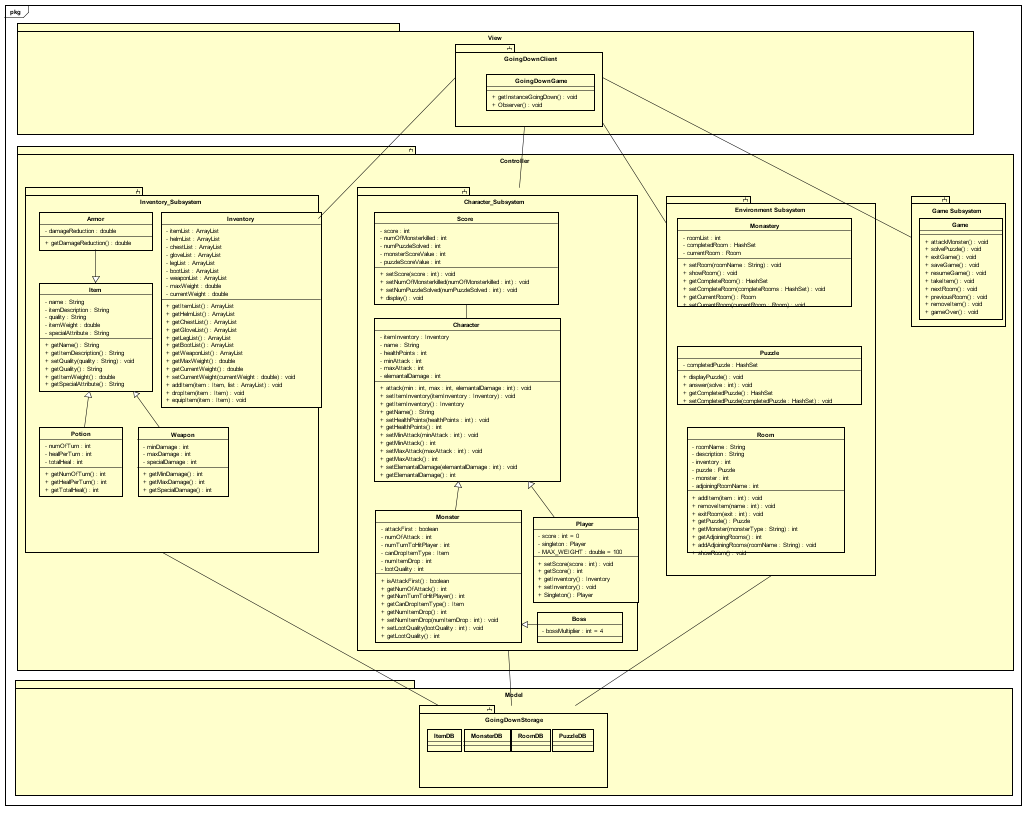 pkg
View
GoingDownClient
GoingDownGame
+ getInstanceGoingDown() : void
+ Observer() : void
Controller
Inventory_Subsystem
Armor
- damageReduction : double
+ getDamageReduction() : double
Item
- name : String
- itemDescription : String
- quality : String
- itemWeight : double
- specialAttribute : String
+ getName() : String
+ getItemDescription() : String
+ setQuality(quality : String) : void
+ getQuality() : String
+ getItemWeight() : double
+ getSpecialAttribute() : String
Potion
- numOfTurn : int
- healPerTurn : int
- totalHeal : int
+ getNumOfTurn() : int
+ getHealPerTurn() : int
+ getTotalHeal() : int
Weapon
- minDamage : int
- maxDamage : int
- specialDamage : int
+ getMinDamage() : int
+ getMaxDamage() : int
+ getSpecialDamage() : int
Inventory
- itemList : ArrayList
- helmList : ArrayList
- chestList : ArrayList
- gloveList : ArrayList
- legList : ArrayList
- bootList : ArrayList
- weaponList : ArrayList
- maxWeight : double
- currentWeight : double
+ getItemList() : ArrayList
+ getHelmList() : ArrayList
+ getChestList() : ArrayList
+ getGloveList() : ArrayList
+ getLegList() : ArrayList
+ getBootList() : ArrayList
+ getWeaponList() : ArrayList
+ getMaxWeight() : double
+ getCurrentWeight() : double
+ setCurrentWeight(currentWeight : double) : void
+ addItem(item : Item, list : ArrayList) : void
+ dropItem(item : Item) : void
+ equipItem(item : Item) : void
Character_Subsystem
Score
- score : int
- numOfMonsterkilled : int
- numPuzzleSolved : int
- monsterScoreValue : int
- puzzleScoreValue : int
+ setScore(score : int) : void
+ setNumOfMonsterkilled(numOfMonsterkilled : int) : void
+ setNumPuzzleSolved(numPuzzleSolved : int) : void
+ display() : void
Character
- itemInventory : Inventory
- name : String
- healthPoints : int
- minAttack : int
- maxAttack : int
- elemantalDamage : int
+ attack(min : int, max : int, elemantalDamage : int) : void
+ setItemInventory(itemInventory : Inventory) : void
+ getItemInventory() : Inventory
+ getName() : String
+ setHealthPoints(healthPoints : int) : void
+ getHealthPoints() : int
+ setMinAttack(minAttack : int) : void
+ getMinAttack() : int
+ setMaxAttack(maxAttack : int) : void
+ getMaxAttack() : int
+ setElemantalDamage(elemantalDamage : int) : void
+ getElemantalDamage() : int
Monster
- attackFirst : boolean
- numOfAttack : int
- numTurnToHitPlayer : int
- canDropItemType : Item
- numItemDrop : int
- lootQuality : int
+ isAttackFirst() : boolean
+ getNumOfAttack() : int
+ getNumTurnToHitPlayer() : int
+ getCanDropItemType() : Item
+ getNumItemDrop() : int
+ setNumItemDrop(numItemDrop : int) : void
+ setLootQuality(lootQuality : int) : void
+ getLootQuality() : int
Player
- score : int = 0
- singleton : Player
- MAX_WEIGHT : double = 100
+ setScore(score : int) : void
+ getScore() : int
+ getInventory() : Inventory
+ setInventory() : void
+ Singleton() : Player
Boss
- bossMultiplier : int = 4
Environment Subsystem
Monastery
- roomList : int
- completedRoom : HashSet
- currentRoom : Room
+ setRoom(roomName : String) : void
+ showRoom() : void
+ getCompleteRoom() : HashSet
+ setCompleteRoom(completeRooms : HashSet) : void
+ getCurrentRoom() : Room
+ setCurrentRoom(currentRoom : Room) : void
Puzzle
- completedPuzzle : HashSet
+ displayPuzzle() : void
+ answer(solve : int) : void
+ getCompletedPuzzle() : HashSet
+ setCompletedPuzzle(completedPuzzle : HashSet) : void
Room
- roomName : String
- description : String
- inventory : int
- puzzle : Puzzle
- monster : int
- adjoiningRoomName : int
+ addItem(item : int) : void
+ removeItem(name : int) : void
+ exitRoom(exit : int) : void
+ getPuzzle() : Puzzle
+ getMonster(monsterType : String) : int
+ getAdjoiningRooms() : int
+ addAdjoiningRooms(roomName : String) : void
+ showRoom() : void
Game Subsystem
Game
+ attackMonster() : void
+ solvePuzzle() : void
+ exitGame() : void
+ saveGame() : void
+ resumeGame() : void
+ takeItem() : void
+ nextRoom() : void
+ previousRoom() : void
+ removeItem() : void
+ gameOver() : void
Model
GoingDownStorage
ItemDB
MonsterDB
RoomDB
PuzzleDB